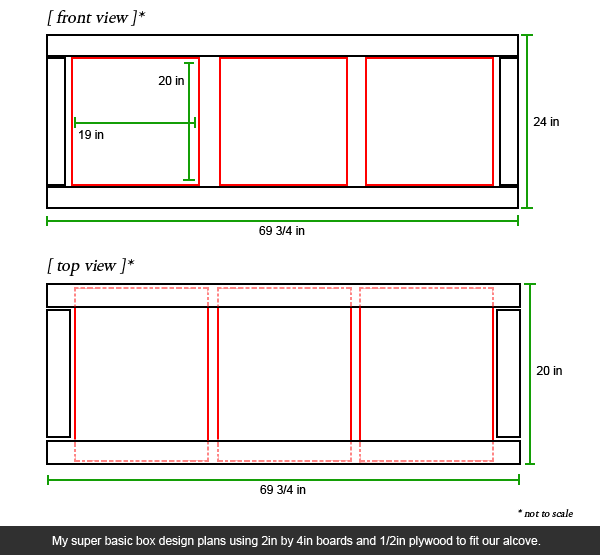 [ front view ]*
20 in
19 in
24 in
69 3/4 in
[ top view ]*
20 in
69 3/4 in
* not to scale
My super basic box design plans using 2in by 4in boards and 1/2in plywood to fit our alcove.